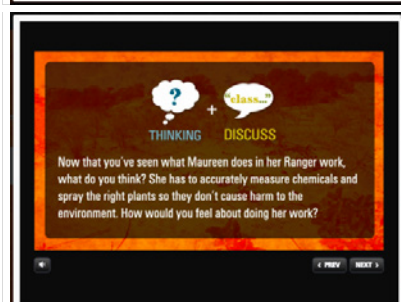 ?
"class..."
+
THINKING DISCUSS
Now that you've seen what Maureen does in her Ranger work,
what do you think? She has to accurately measure chemicals and
spray the right plants so they don't cause harm to the
environment. How would you feel about doing her work?
‹ PREV NEXT ›